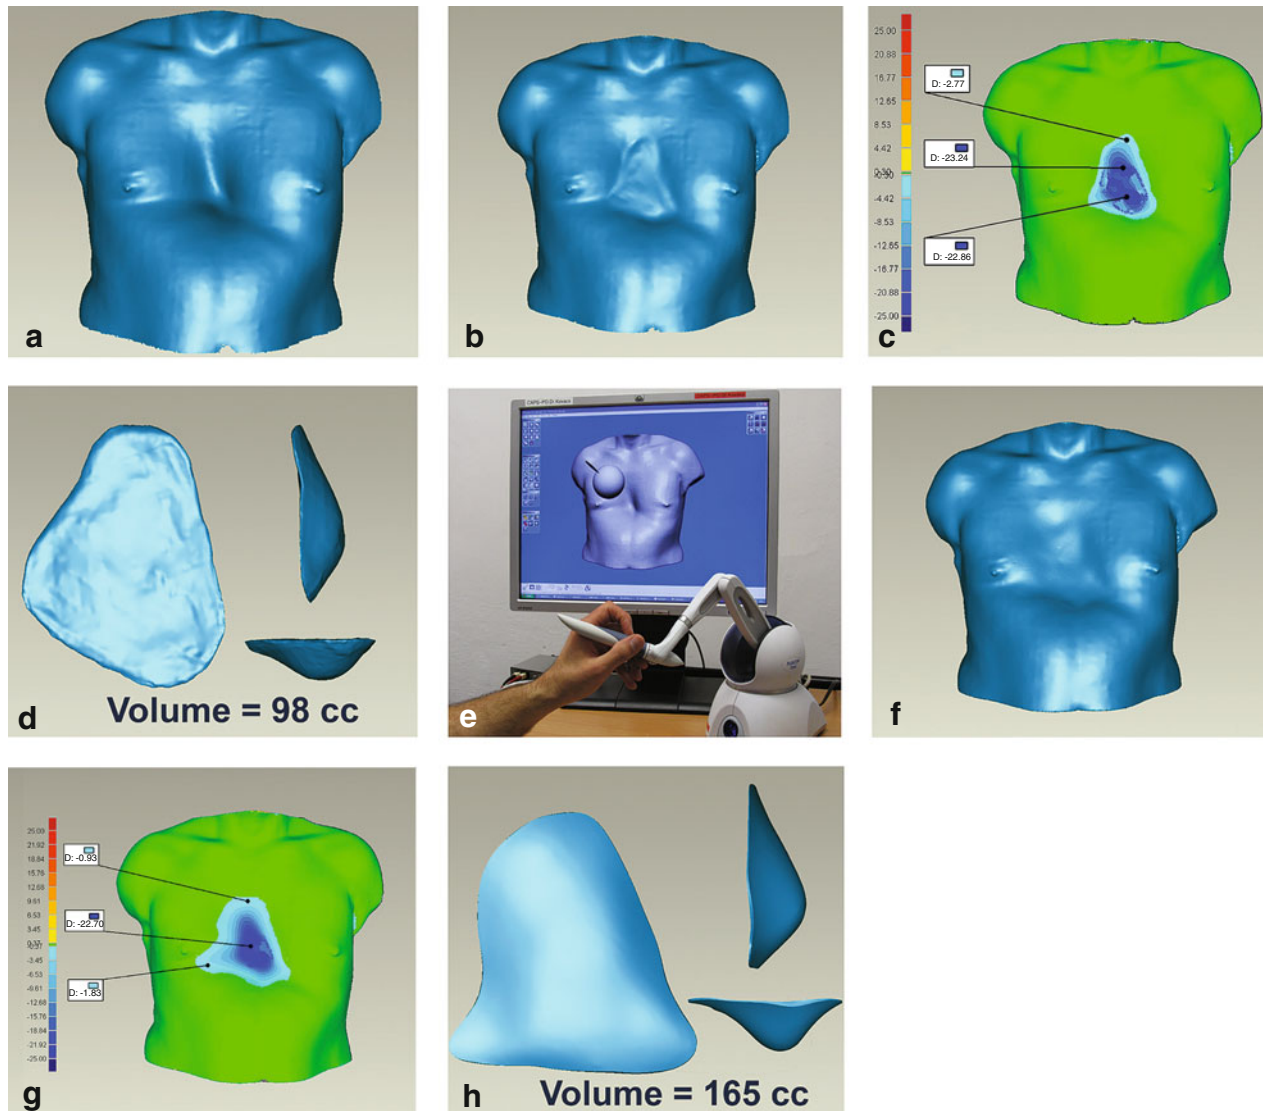 a
b
25.00
20.88
16.77
12.65
8.53
4.42
-4.42
-8.53
-12.65
-16.77
-20.88
-25.00
D: -2.77
D: -23.24
D: -22.86
c
d
Volume = 98 cc
e
f
25.00
21.92
18.84
15.76
12.68
9.61
6.53
3.45
-3.45
-6.53
-9.61
-12.68
-15.76
-18.84
-21.92
-25.00
D: -0.93
D: -22.70
D: -1.83
g
h
Volume = 165 cc